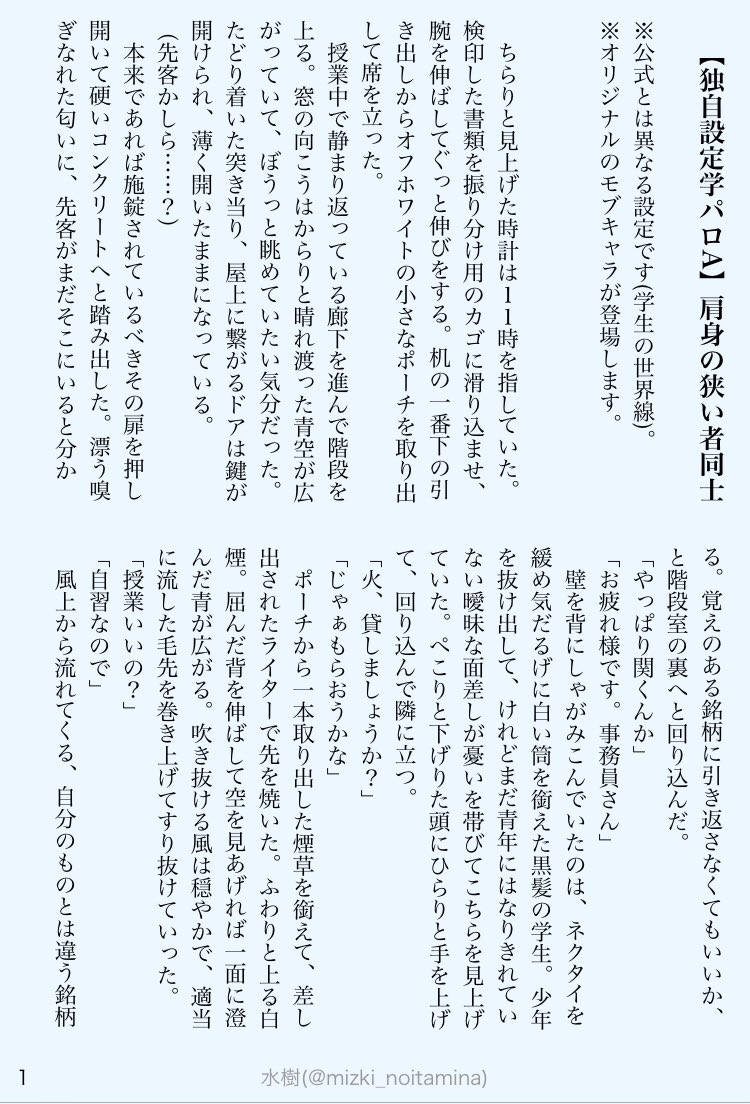 【独自設定学パロA】肩身の狭い者同士
※公式とは異なる設定です(学生の世界線)。
※オリジナルのモブキャラが登場します。
　ちらりと見上げた時計は１１時を指していた。
検印した書類を振り分け用のカゴに滑り込ませ、
腕を伸ばしてぐっと伸びをする。机の一番下の引
き出しからオフホワイトの小さなポーチを取り出
して席を立った。
　授業中で静まり返っている廊下を進んで階段を
上る。窓の向こうはからりと晴れ渡った青空が広
がっていて、ぼうっと眺めていたい気分だった。
たどり着いた突き当り、屋上に繋がるドアは鍵が
開けられ、薄く開いたままになっている。
(先客かしら……？)
　本来であれば施錠されているべきその扉を押し
開いて硬いコンクリートへと踏み出した。漂う嗅
ぎなれた匂いに、先客がまだそこにいると分か
る。覚えのある銘柄に引き返さなくてもいいか、
と階段室の裏へと回り込んだ。
「やっぱり関くんか」
「お疲れ様です。事務員さん」
　壁を背にしゃがみこんでいたのは、ネクタイを
緩め気だるげに白い筒を銜えた黒髪の学生。少年
を抜け出して、けれどまだ青年にはなりきれてい
ない曖昧な面差しが憂いを帯びてこちらを見上げ
ていた。ぺこりと下げりた頭にひらりと手を上げ
て、回り込んで隣に立つ。
「火、貸しましょうか？」
「じゃぁもらおうかな」
　ポーチから一本取り出した煙草を銜えて、差し
出されたライターで先を焼いた。ふわりと上る白
煙。屈んだ背を伸ばして空を見あげれば一面に澄
んだ青が広がる。吹き抜ける風は穏やかで、適当
に流した毛先を巻き上げてすり抜けていった。
「授業いいの？」
「自習なので」
　風上から流れてくる、自分のものとは違う銘柄
水樹(@mizki_noitamina)
1